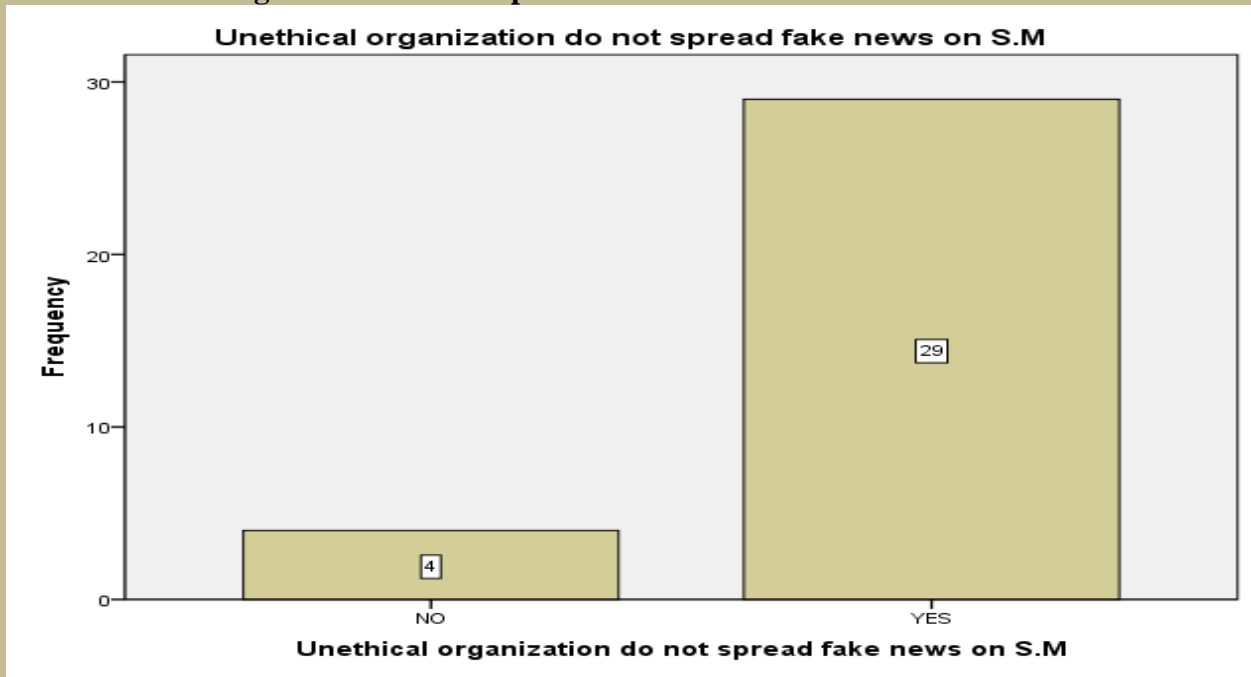 Unethical organization do not spread fake news on S.M
30
20
10
0
Frequency
4
29
NO
YES
Unethical organization do not spread fake news on S.M